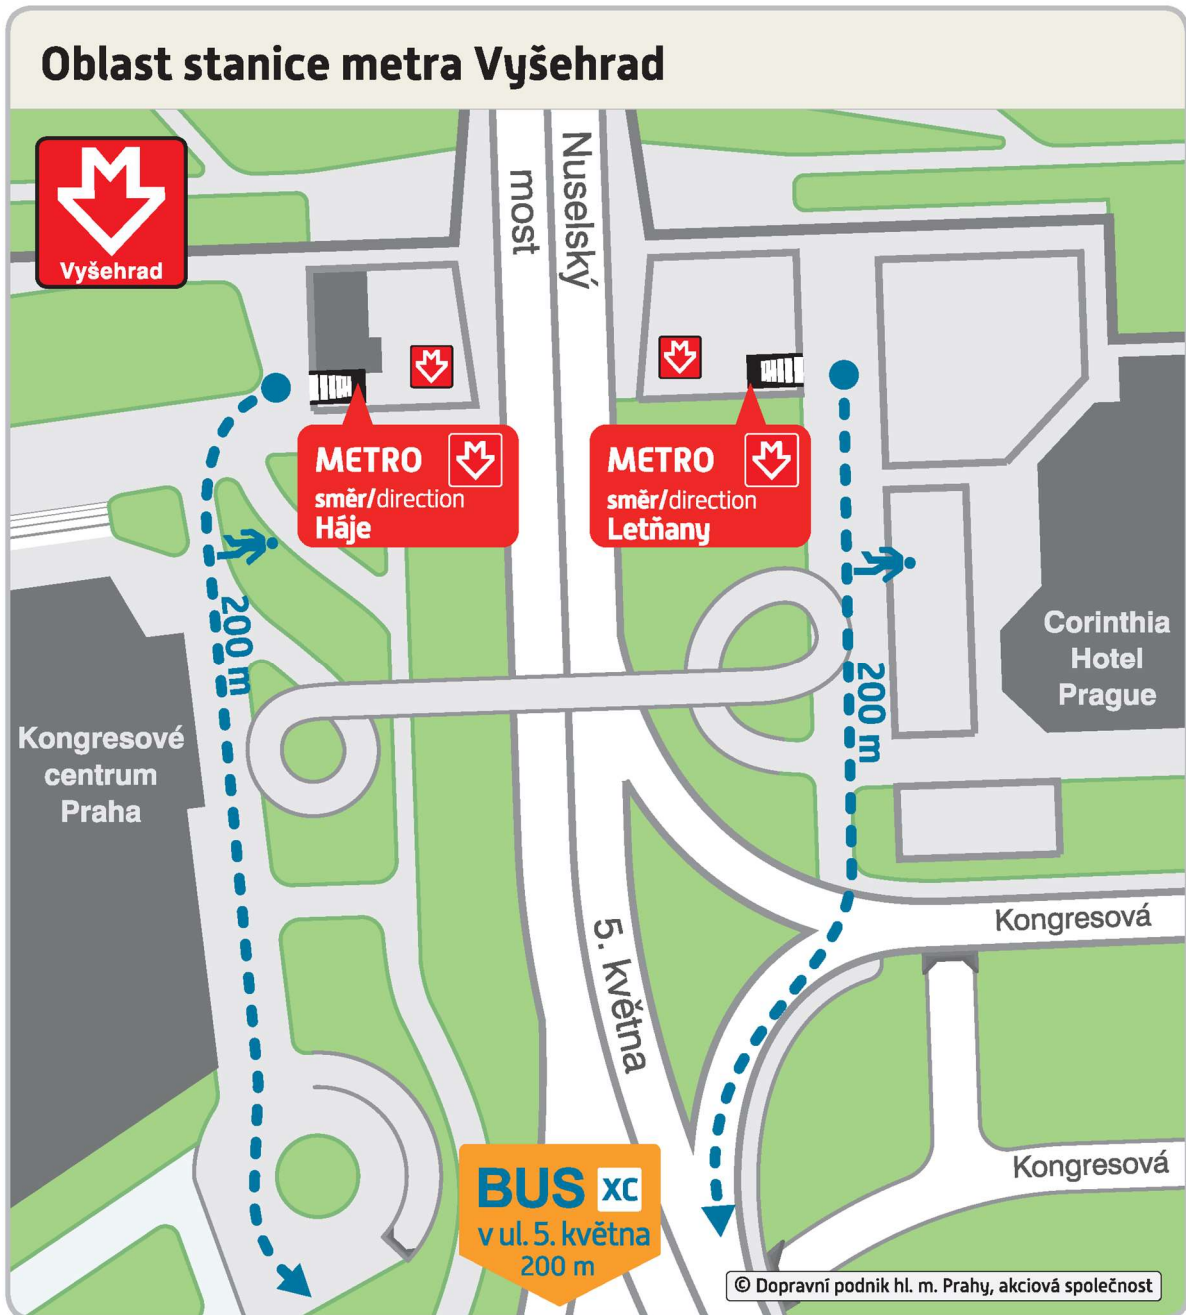 Oblast stanice metra Vyšehrad
Vyšehrad
Nuselský
most
METRO
směr/direction
Háje
METRO
směr/direction
Letňany
200 m
200 m
Corinthia
Hotel
Prague
Kongresové
centrum
Praha
5. května
Kongresová
Kongresová
BUS XC
v ul. 5. května
200 m
© Dopravní podnik hl. m. Prahy, akciová společnost